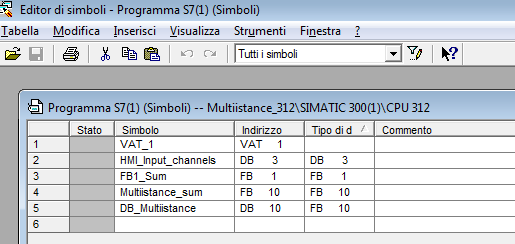 Editor di simboli - Programma S7(1) (Simboli)
Tabella Modifica Inserisci Visualizza Strumenti Finestra ?
Tutti i simboli
Programma S7(1) (Simboli) -- Multiistance_312\SIMATIC 300(1)\CPU 312
Stato Simbolo Indirizzo Tipo di d Commento
1 VAT_1 VAT 1
2 HMI_Input_channels DB 3 DB 3
3 FB1_Sum FB 1 FB 1
4 Multiistance_sum FB 10 FB 10
5 DB_Multiistance DB 10 FB 10
6